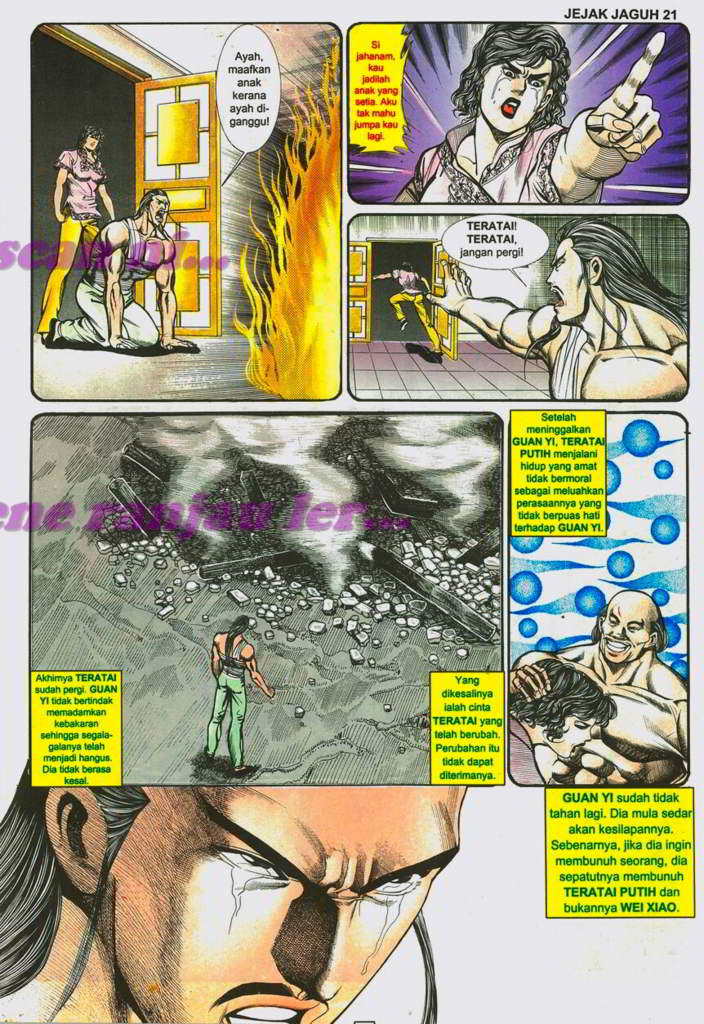 JEJAK JAGUH 21
Ayah,
maafkan
anak
kerana
ayah di-
ganggu!
Si
jahanam,
kau
jadilah
anak yang
setia. Aku
tak mahu
jumpa kau
lagi.
TERATAI!
TERATAI,
jangan pergi!
scan ni...
ene ranjau ler...
Akhirnya TERATAI
sudah pergi. GUAN
YI tidak bertindak
memadamkan
kebakaran
sehingga segala-
galanya telah
menjadi hangus.
Dia tidak berasa
kesal.
Yang
dikesalinya
ialah cinta
TERATAI yang
telah berubah.
Perubahan itu
tidak dapat
diterimanya.
Setelah
meninggalkan
GUAN YI, TERATAI
PUTIH menjalani
hidup yang amat
tidak bermoral
sebagai meluahkan
perasaannya yang
tidak berpuas hati
terhadap GUAN YI.
GUAN YI sudah tidak
tahan lagi. Dia mula sedar
akan kesilapannya.
Sebenarnya, jika dia ingin
membunuh seorang, dia
sepatutnya membunuh
TERATAI PUTIH dan
bukannya WEI XIAO.